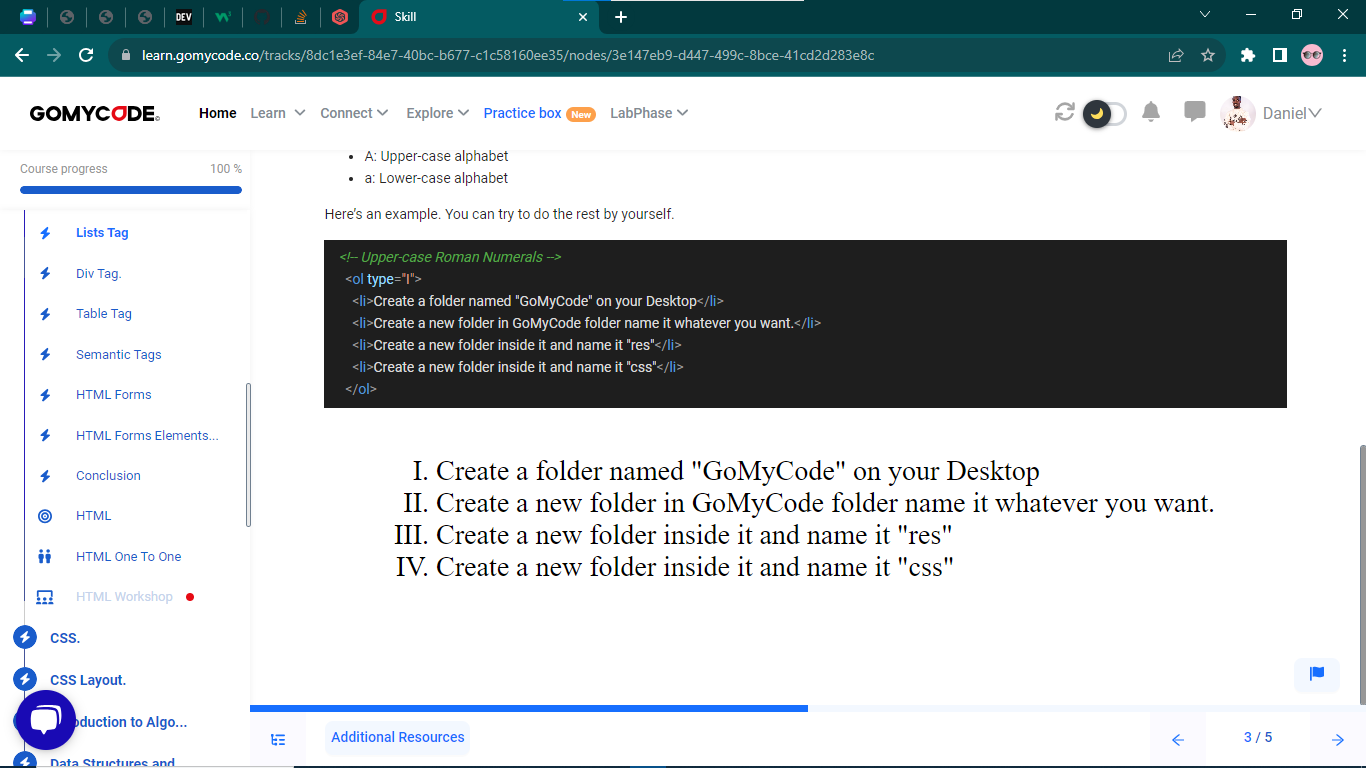 DEV
Skill
learn.gomycode.co/tracks/8dc1e3ef-84e7-40bc-b677-c1c58160ee35/nodes/3e147eb9-d447-499c-8bce-41cd2d283e8c
GOMYCODE
Home Learn Connect Explore Practice box New LabPhase Daniel
Course progress 100 %
Lists Tag
Div Tag.
Table Tag
Semantic Tags
HTML Forms
HTML Forms Elements...
Conclusion
HTML
HTML One To One
HTML Workshop
CSS.
CSS Layout.
oduction to Algo...
Data Structures and
• A: Upper-case alphabet
• a: Lower-case alphabet
Here's an example. You can try to do the rest by yourself.
<!-- Upper-case Roman Numerals -->
<ol type="I">
<li>Create a folder named "GoMyCode" on your Desktop</li>
<li>Create a new folder in GoMyCode folder name it whatever you want.</li>
<li>Create a new folder inside it and name it "res"</li>
<li>Create a new folder inside it and name it "css"</li>
</ol>
I. Create a folder named "GoMyCode" on your Desktop
II. Create a new folder in GoMyCode folder name it whatever you want.
III. Create a new folder inside it and name it "res"
IV. Create a new folder inside it and name it "css"
Additional Resources
3 / 5